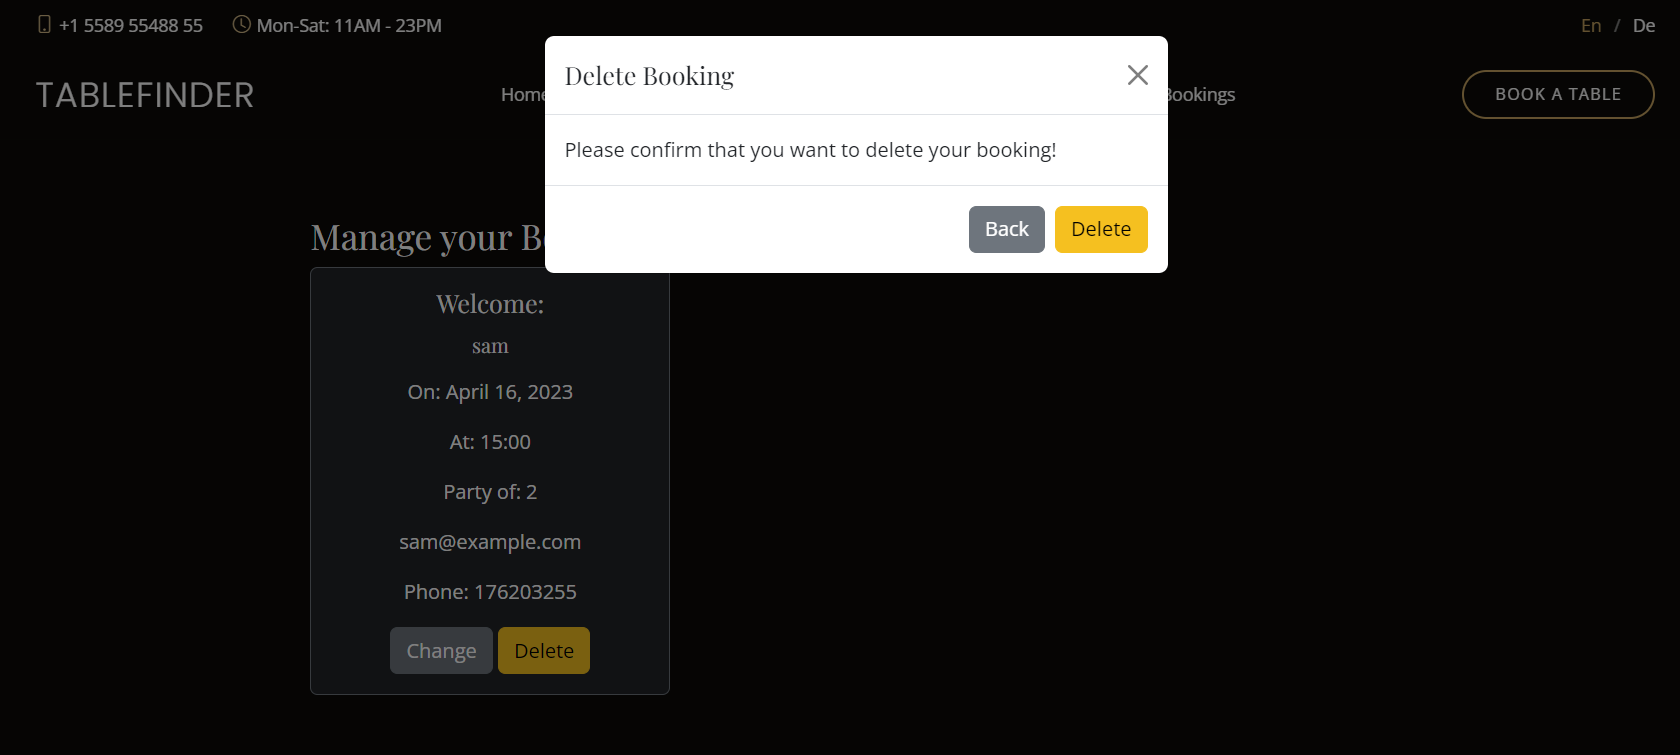 +1 5589 55488 55 Mon-Sat: 11AM - 23PM En / De
TABLEFINDER Home Bookings BOOK A TABLE
Delete Booking
Please confirm that you want to delete your booking!
Back Delete
Manage your
Welcome:
sam
On: April 16, 2023
At: 15:00
Party of: 2
sam@example.com
Phone: 176203255
Change Delete